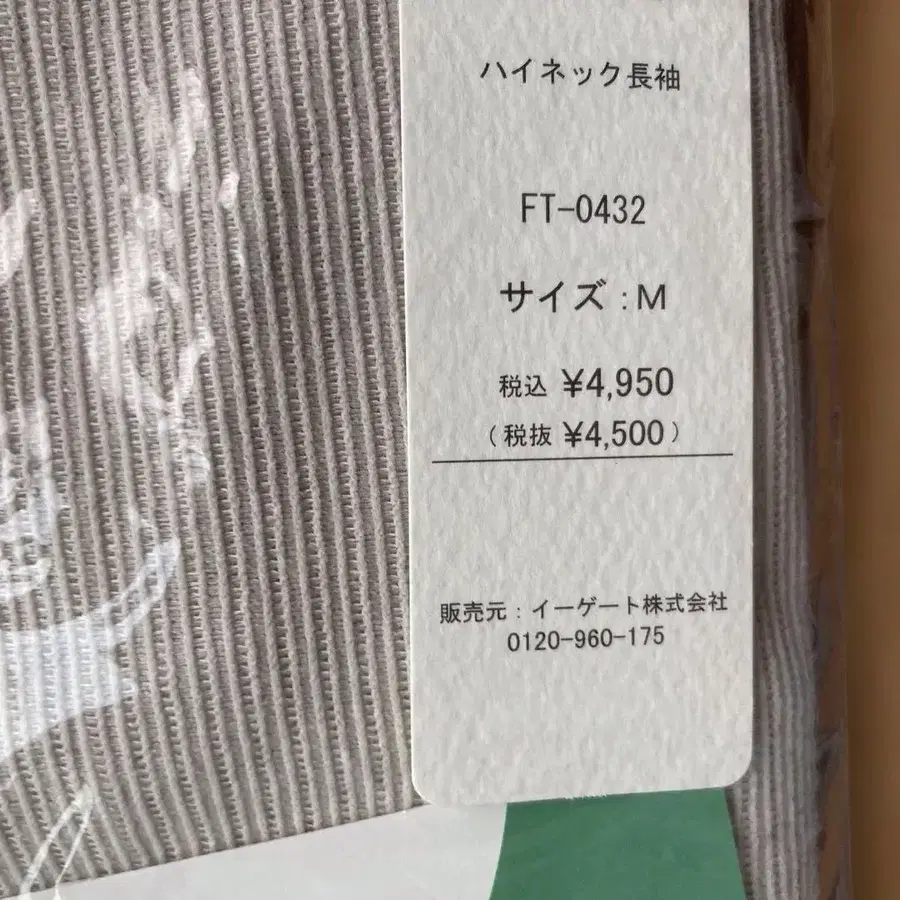 ハイネック長袖
FT-0432
サイズ：M
税込 ¥4,950
（税抜 ¥4,500）
販売元：イーゲート株式会社
0120-960-175